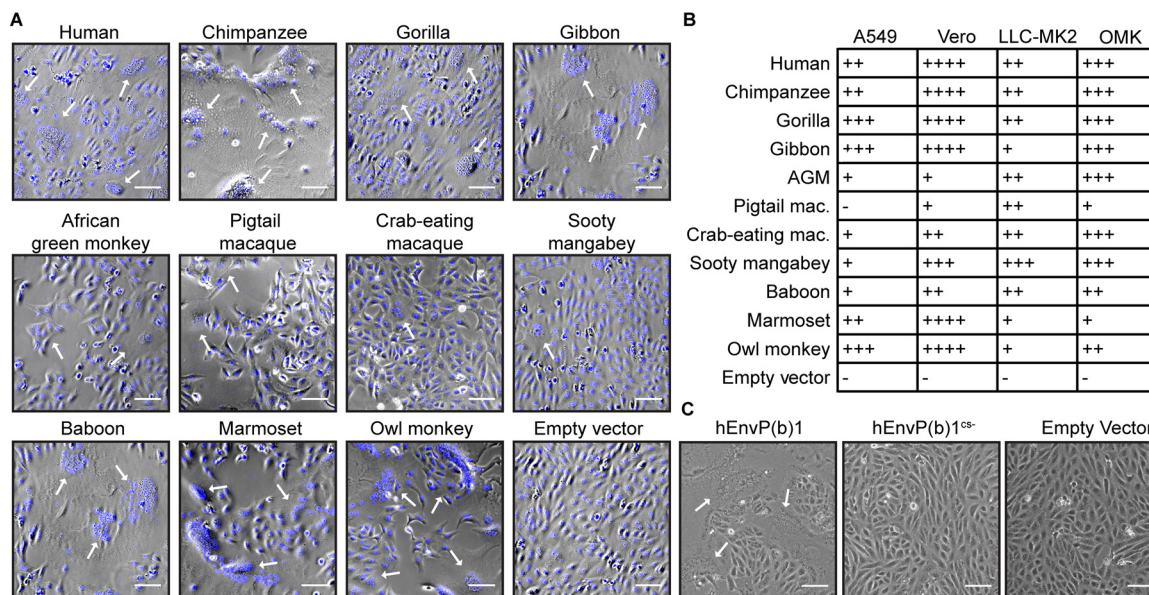 A
Human Chimpanzee Gorilla Gibbon
African green monkey Pigtail macaque Crab-eating macaque Sooty mangabey
Baboon Marmoset Owl monkey Empty vector
B
A549 Vero LLC-MK2 OMK
Human ++ ++++ ++ +++
Chimpanzee ++ ++++ ++ +++
Gorilla +++ ++++ ++ +++
Gibbon +++ ++++ + +++
AGM + + ++ +++
Pigtail mac. - + ++ +
Crab-eating mac. + ++ ++ +++
Sooty mangabey + +++ +++ +++
Baboon + ++ ++ ++
Marmoset ++ ++++ + +
Owl monkey +++ ++++ + ++
Empty vector - - - -
C
hEnvP(b)1 hEnvP(b)1cs- Empty Vector